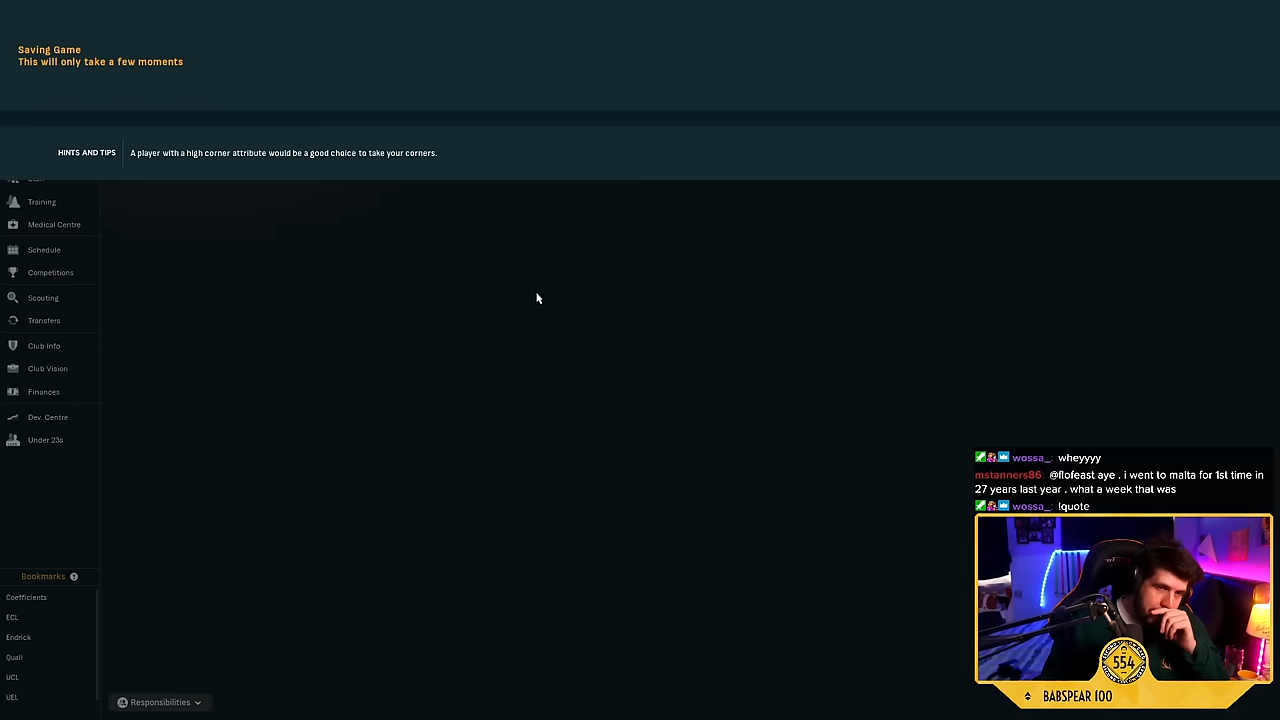 Saving Game
This will only take a few moments
HINTS AND TIPS
A player with a high corner attribute would be a good choice to take your corners.
Training
Medical Centre
Schedule
Competitions
Scouting
Transfers
Club Info
Club Vision
Finances
Dev. Centre
Under 23s
Bookmarks ?
Coefficients
ECL
Endrick
Quali
UCL
UEL
Responsibilities
wossa_: wheyyyy
mstanners86: @flofeast aye . i went to malta for 1st time in
27 years last year . what a week that was
wossa_: !quote
554
BABSPEAR 100